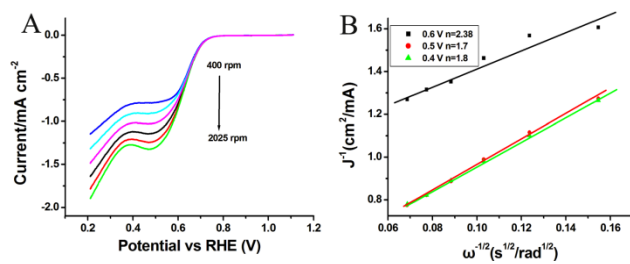 A
Current/mA cm⁻²
0.0
-0.5
-1.0
-1.5
-2.0
400 rpm
2025 rpm
0.2 0.4 0.6 0.8 1.0 1.2
Potential vs RHE (V)
B
J⁻¹(cm²/mA)
1.6
1.4
1.2
1.0
0.8
0.6 V n=2.38
0.5 V n=1.7
0.4 V n=1.8
0.06 0.08 0.10 0.12 0.14 0.16
ω⁻¹/²(s¹/²/rad¹/²)